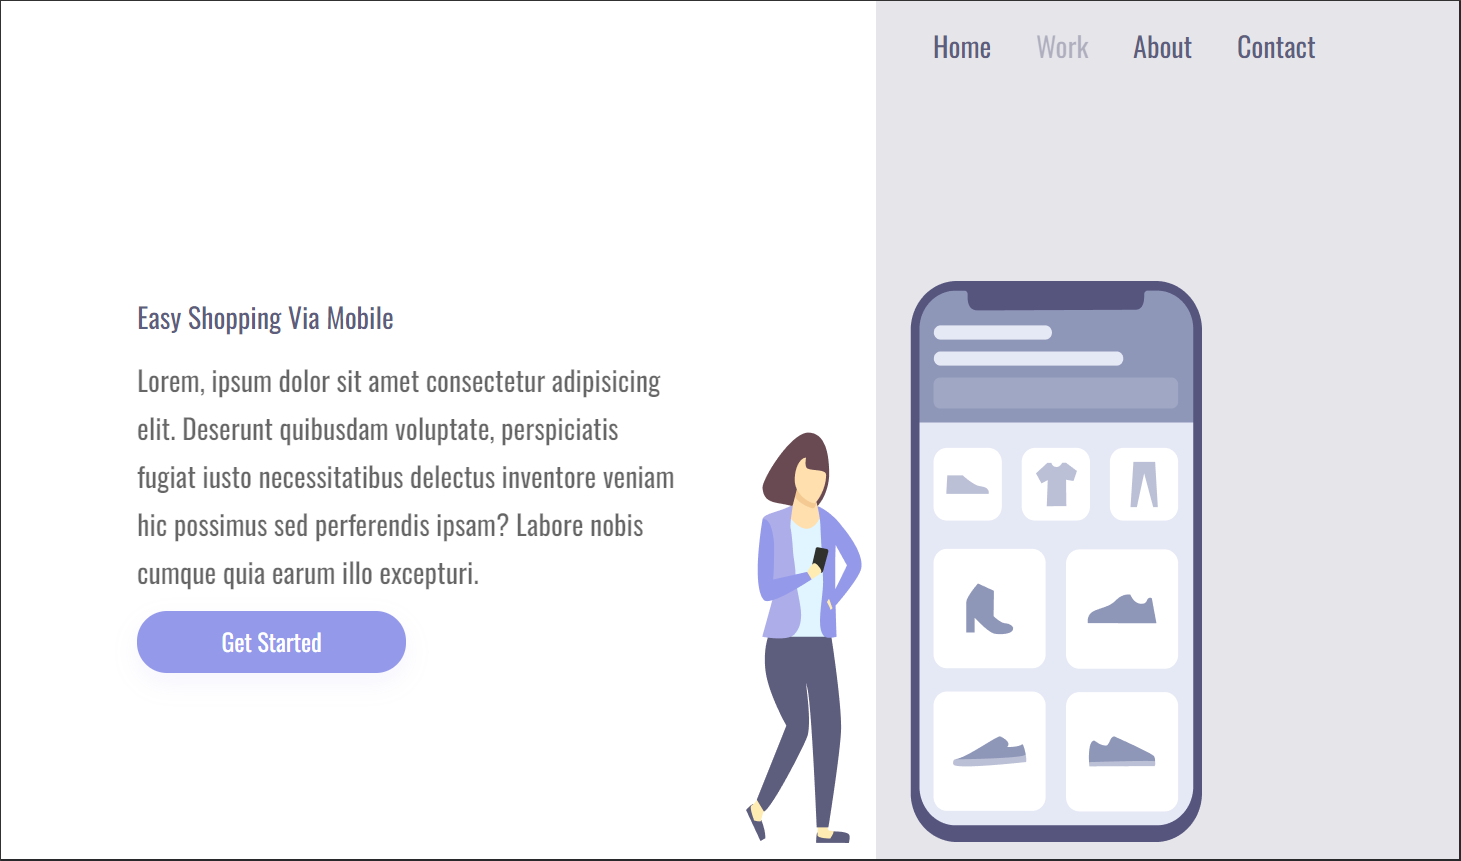 Home Work About Contact
Easy Shopping Via Mobile
Lorem, ipsum dolor sit amet consectetur adipisicing
elit. Deserunt quibusdam voluptate, perspiciatis
fugiat iusto necessitatibus delectus inventore veniam
hic possimus sed perferendis ipsam? Labore nobis
cumque quia earum illo excepturi.
Get Started